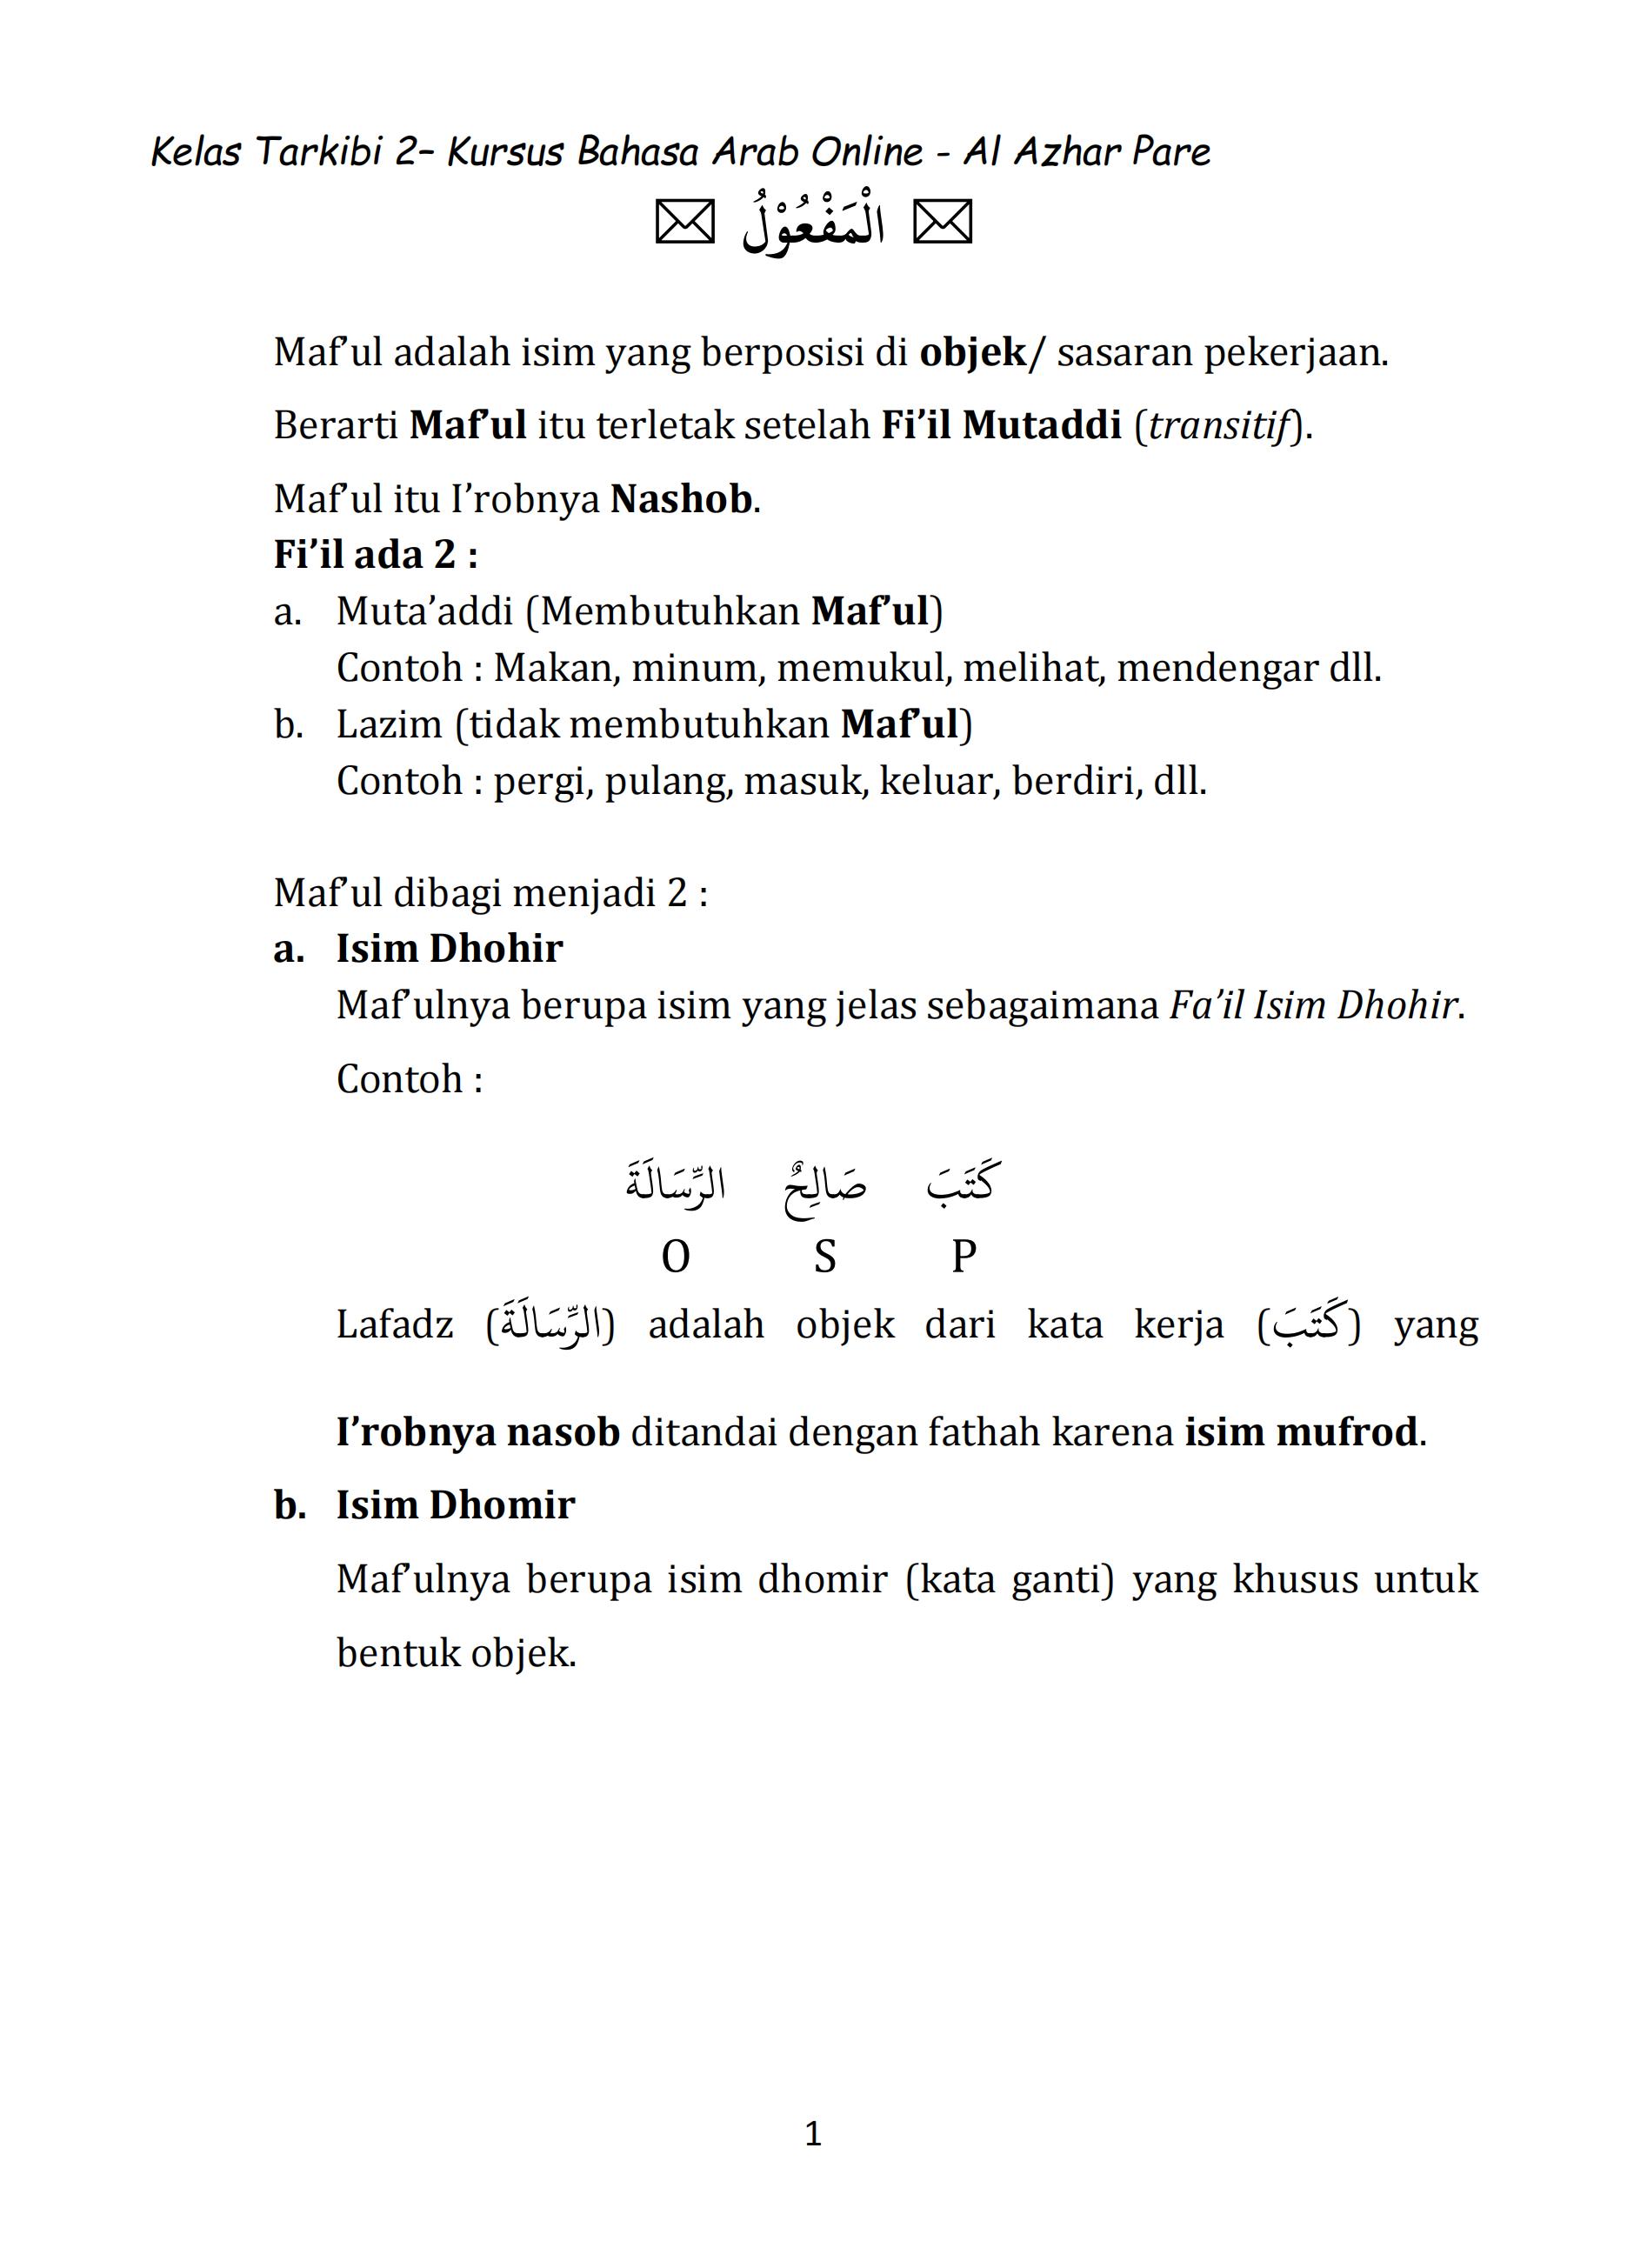 Kelas Tarkibi 2– Kursus Bahasa Arab Online - Al Azhar Pare
الْمَفْعُوْلُ
Maf’ul adalah isim yang berposisi di objek/ sasaran pekerjaan.
Berarti Maf’ul itu terletak setelah Fi’il Mutaddi (transitif).
Maf’ul itu I’robnya Nashob.
Fi’il ada 2 :
a. Muta’addi (Membutuhkan Maf’ul)
Contoh : Makan, minum, memukul, melihat, mendengar dll.
b. Lazim (tidak membutuhkan Maf’ul)
Contoh : pergi, pulang, masuk, keluar, berdiri, dll.
Maf’ul dibagi menjadi 2 :
a. Isim Dhohir
Maf’ulnya berupa isim yang jelas sebagaimana Fa’il Isim Dhohir.
Contoh :
كَتَبَ صَالِحٌ الرِّسَالَةَ
O S P
Lafadz (الرِّسَالَةَ) adalah objek dari kata kerja (كَتَبَ) yang
I’robnya nasob ditandai dengan fathah karena isim mufrod.
b. Isim Dhomir
Maf’ulnya berupa isim dhomir (kata ganti) yang khusus untuk
bentuk objek.
1